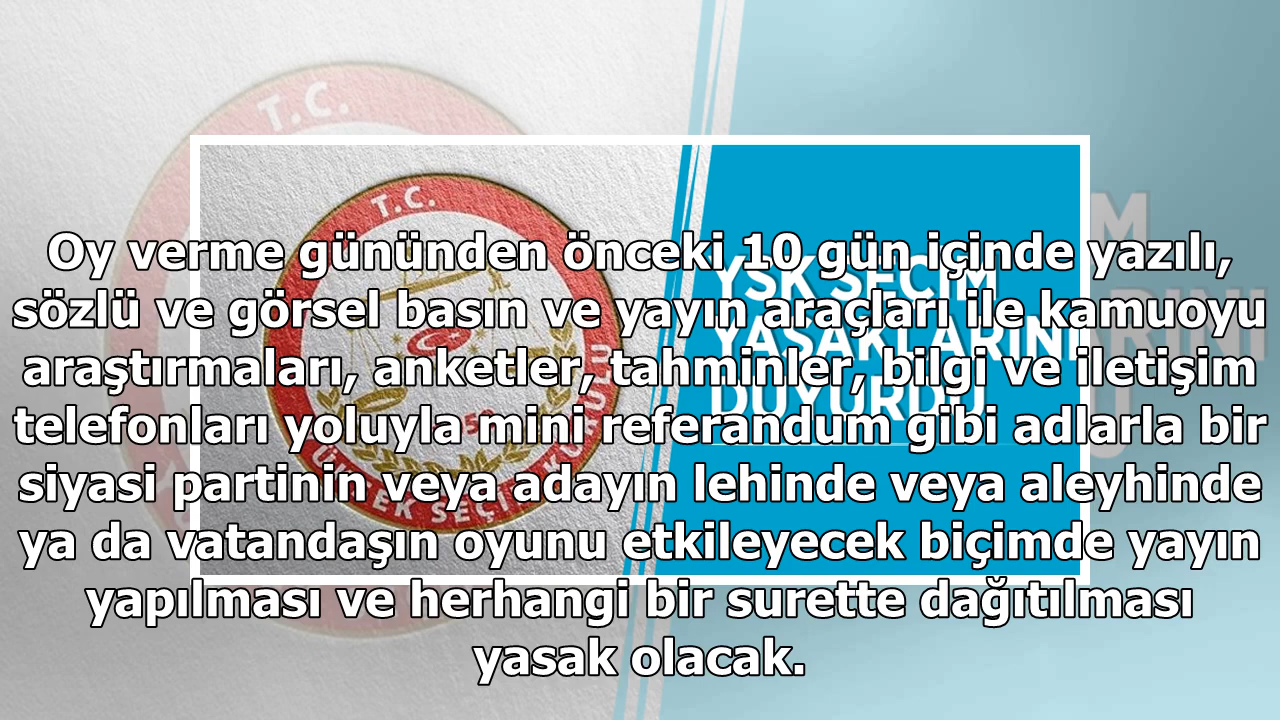 T.C.
T.C.
YSK SEÇİM
YASAKLARINI
DUYURDU
Oy verme gününden önceki 10 gün içinde yazılı,
sözlü ve görsel basın ve yayın araçları ile kamuoyu
araştırmaları, anketler, tahminler, bilgi ve iletişim
telefonları yoluyla mini referandum gibi adlarla bir
siyasi partinin veya adayın lehinde veya aleyhinde
ya da vatandaşın oyunu etkileyecek biçimde yayın
yapılması ve herhangi bir surette dağıtılması
yasak olacak.